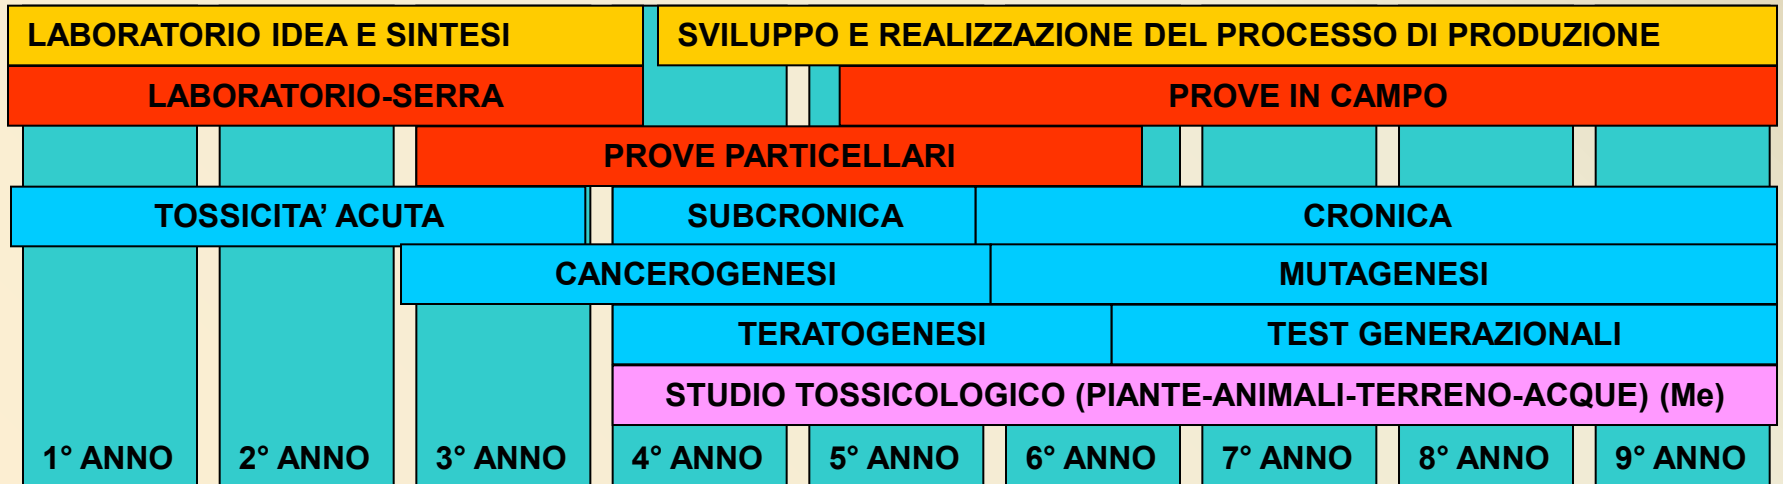 LABORATORIO IDEA E SINTESI
SVILUPPO E REALIZZAZIONE DEL PROCESSO DI PRODUZIONE
LABORATORIO-SERRA
PROVE IN CAMPO
PROVE PARTICELLARI
TOSSICITA’ ACUTA
SUBCRONICA
CRONICA
CANCEROGENESI
MUTAGENESI
TERATOGENESI
TEST GENERAZIONALI
STUDIO TOSSICOLOGICO (PIANTE-ANIMALI-TERRENO-ACQUE) (Me)
1° ANNO
2° ANNO
3° ANNO
4° ANNO
5° ANNO
6° ANNO
7° ANNO
8° ANNO
9° ANNO